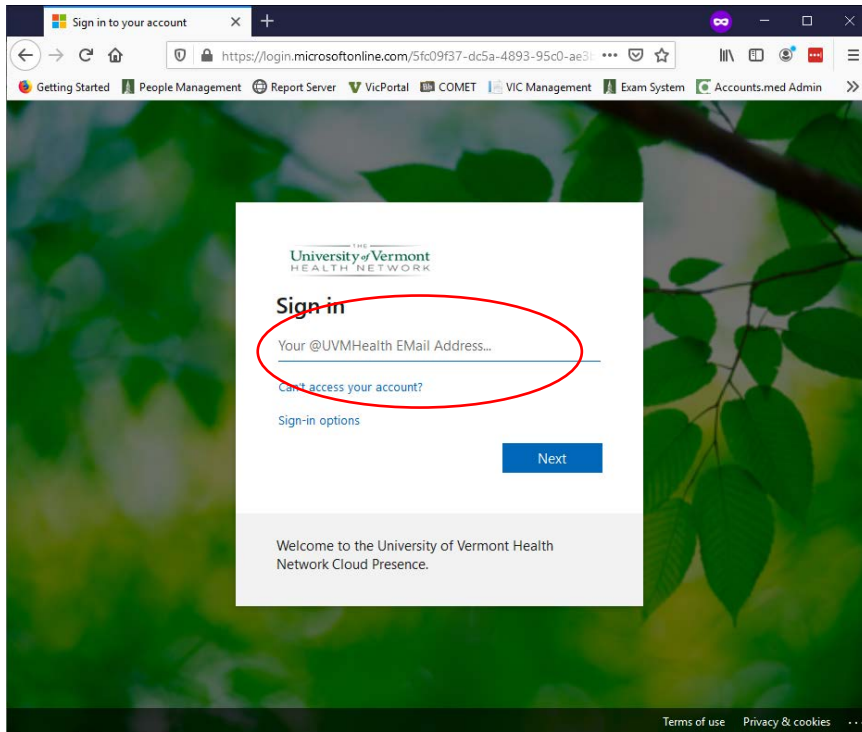 Sign in to your account
https://login.microsoftonline.com/5fc09f37-dc5a-4893-95c0-ae3
Getting Started People Management Report Server VicPortal Bb COMET VIC Management Exam System Accounts.med Admin
THE
University of Vermont
HEALTH NETWORK
Sign in
Your @UVMHealth EMail Address...
Can't access your account?
Sign-in options
Next
Welcome to the University of Vermont Health
Network Cloud Presence.
Terms of use Privacy & cookies ...